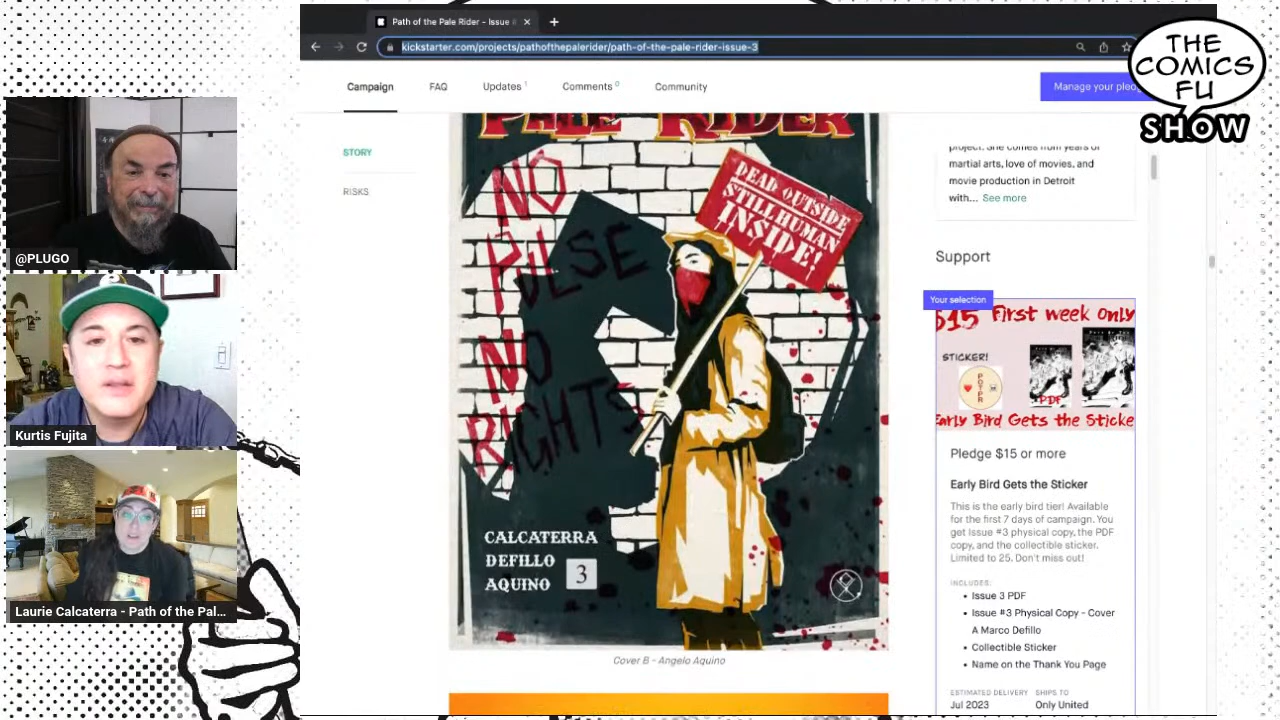 Path of the Pale Rider - Issue
kickstarter.com/projects/pathofthepalerider/path-of-the-pale-rider-issue-3
THE
COMICS
FU
SHOW
Campaign
FAQ
Updates 1
Comments 0
Community
Manage your pledg
STORY
RISKS
PALE RIDER
NO
PULSE
NO
RIGHTS
DEAD OUTSIDE
STILL HUMAN
INSIDE!
CALCATERRA
DEFILLO
AQUINO
3
Cover B - Angelo Aquino
project. She comes from years of
martial arts, love of movies, and
movie production in Detroit
with... See more
Support
Your selection
$15 First week only
STICKER!
POTPR
PDF
Early Bird Gets the Sticke
Pledge $15 or more
Early Bird Gets the Sticker
This is the early bird tier! Available
for the first 7 days of campaign. You
get issue #3 physical copy, the PDF
copy, and the collectible sticker.
Limited to 25. Don't miss out!
INCLUDES:
• Issue 3 PDF
• Issue #3 Physical Copy - Cover
A Marco Defillo
• Collectible Sticker
• Name on the Thank You Page
ESTIMATED DELIVERY
SHIPS TO
Jul 2023
Only United
@PLUGO
Kurtis Fujita
Laurie Calcaterra - Path of the Pal...